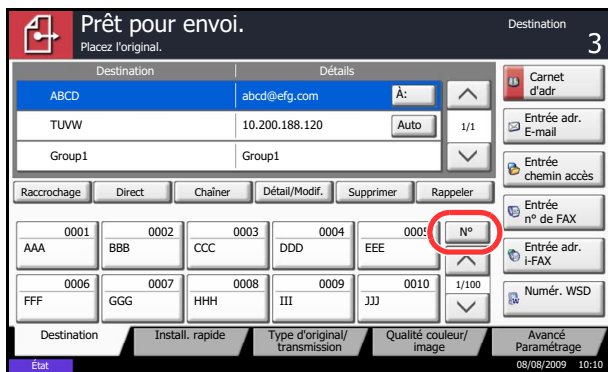 Prêt pour envoi.
Placez l'original.
Destination
3
Destination Détails
ABCD abcd@efg.com À:
TUVW 10.200.188.120 Auto 1/1
Group1 Group1
Carnet d'adr
Entrée adr. E-mail
Entrée chemin accès
Entrée n° de FAX
Entrée adr. i-FAX
Numér. WSD
Raccrochage Direct Chaîner Détail/Modif. Supprimer Rappeler
0001 0002 0003 0004 0005 N°
AAA BBB CCC DDD EEE
0006 0007 0008 0009 0010 1/100
FFF GGG HHH III JJJ
Destination Install. rapide Type d'original/ transmission Qualité couleur/ image Avancé Paramétrage
État 08/08/2009 10:10